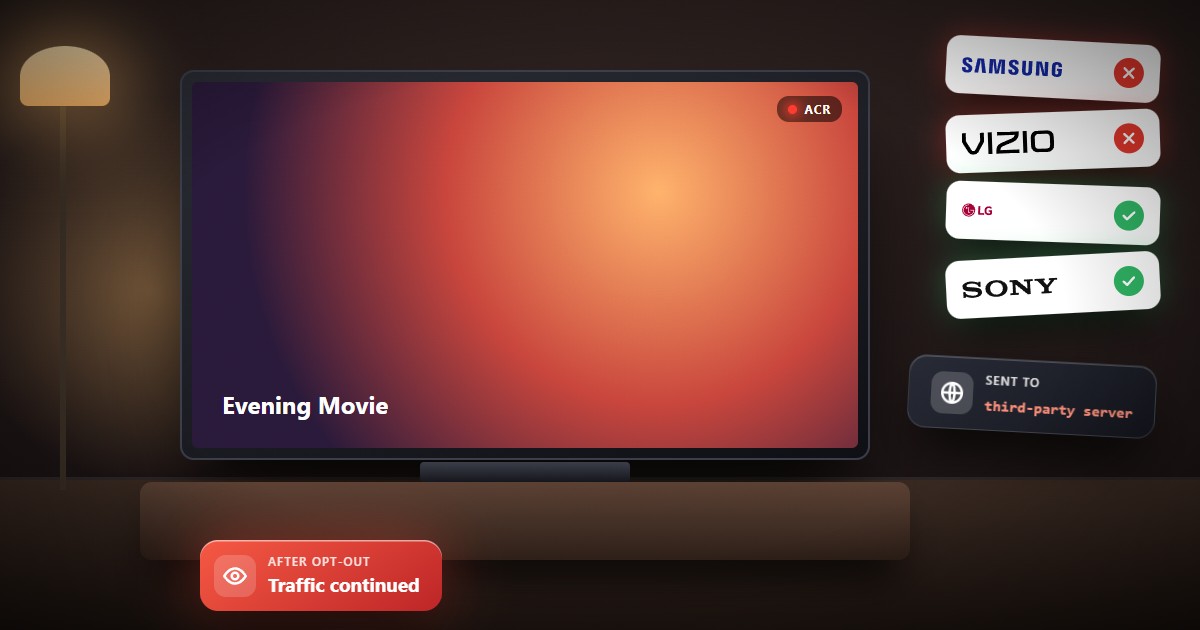 ACR
Evening Movie
SAMSUNG
VIZIO
LG
SONY
SENT TO
third-party server
AFTER OPT-OUT
Traffic continued